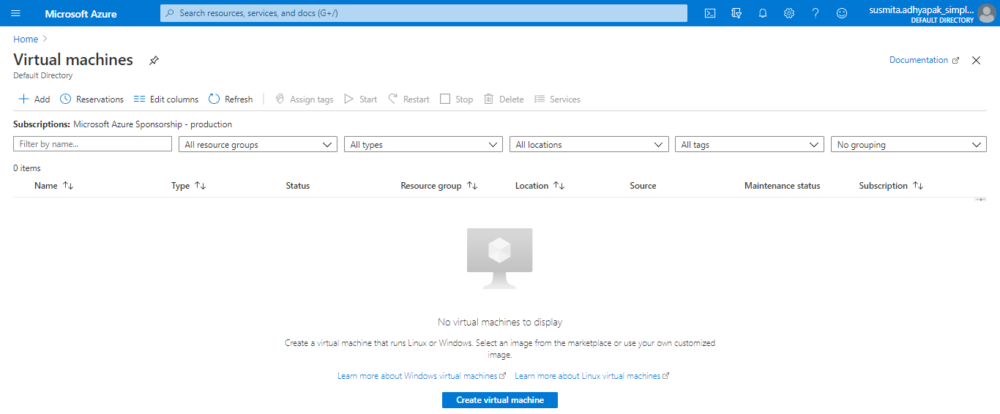 Microsoft Azure
Search resources, services, and docs (G+/)
susmita.adhyapak_simpl...
DEFAULT DIRECTORY
Home
Virtual machines
Default Directory
Documentation
Add Reservations Edit columns Refresh Assign tags Start Restart Stop Delete Services
Subscriptions: Microsoft Azure Sponsorship - production
Filter by name... All resource groups All types All locations All tags No grouping
0 items
Name Type Status Resource group Location Source Maintenance status Subscription
No virtual machines to display
Create a virtual machine that runs Linux or Windows. Select an image from the marketplace or use your own customized
image.
Learn more about Windows virtual machines Learn more about Linux virtual machines
Create virtual machine